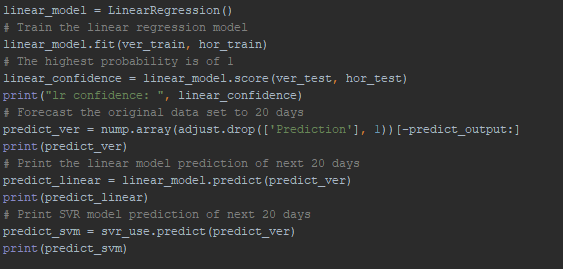 linear_model = LinearRegression()
# Train the linear regression model
linear_model.fit(ver_train, hor_train)
# The highest probability is of 1
linear_confidence = linear_model.score(ver_test, hor_test)
print("lr confidence: ", linear_confidence)
# Forecast the original data set to 20 days
predict_ver = nump.array(adjust.drop(['Prediction'], 1))[-predict_output:]
print(predict_ver)
# Print the linear model prediction of next 20 days
predict_linear = linear_model.predict(predict_ver)
print(predict_linear)
# Print SVR model prediction of next 20 days
predict_svm = svr_use.predict(predict_ver)
print(predict_svm)